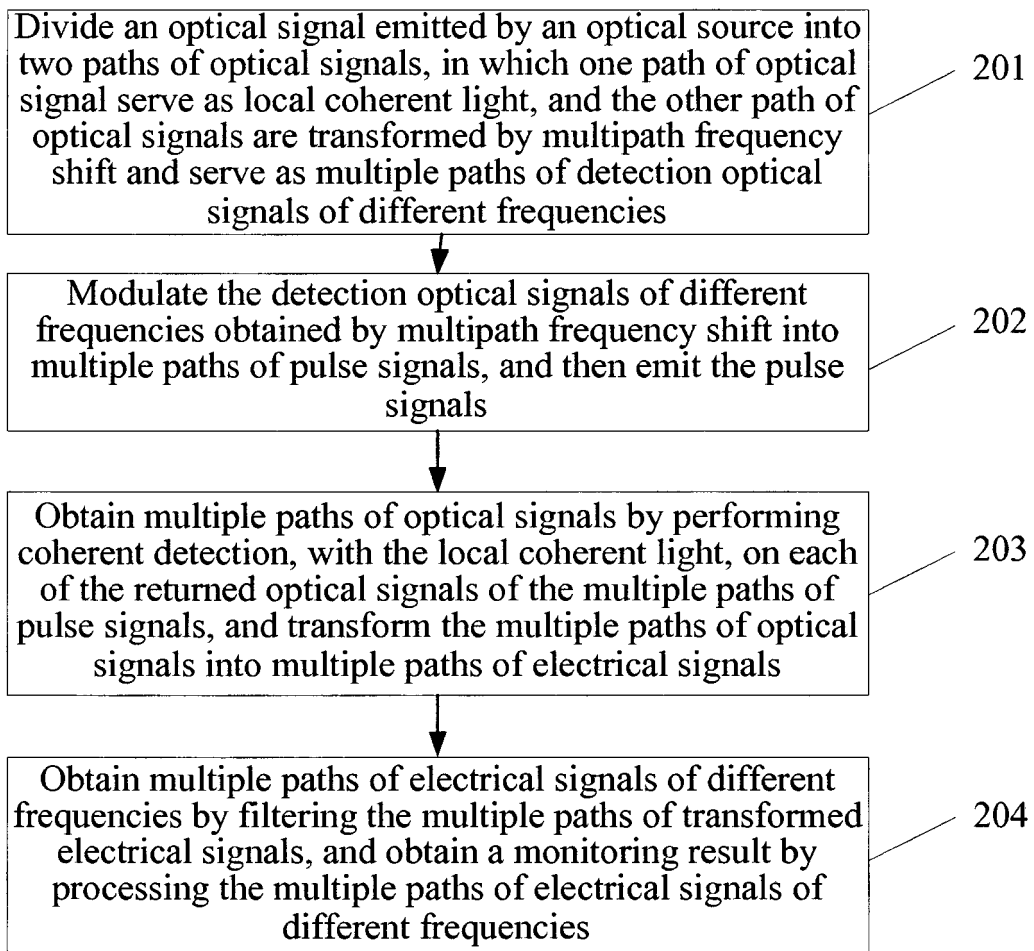 Divide an optical signal emitted by an optical source into
two paths of optical signals, in which one path of optical
signal serve as local coherent light, and the other path of
optical signals are transformed by multipath frequency
shift and serve as multiple paths of detection optical
signals of different frequencies
201
Modulate the detection optical signals of different
frequencies obtained by multipath frequency shift into
multiple paths of pulse signals, and then emit the pulse
signals
202
Obtain multiple paths of optical signals by performing
coherent detection, with the local coherent light, on each
of the returned optical signals of the multiple paths of
pulse signals, and transform the multiple paths of optical
signals into multiple paths of electrical signals
203
Obtain multiple paths of electrical signals of different
frequencies by filtering the multiple paths of transformed
electrical signals, and obtain a monitoring result by
processing the multiple paths of electrical signals of
different frequencies
204